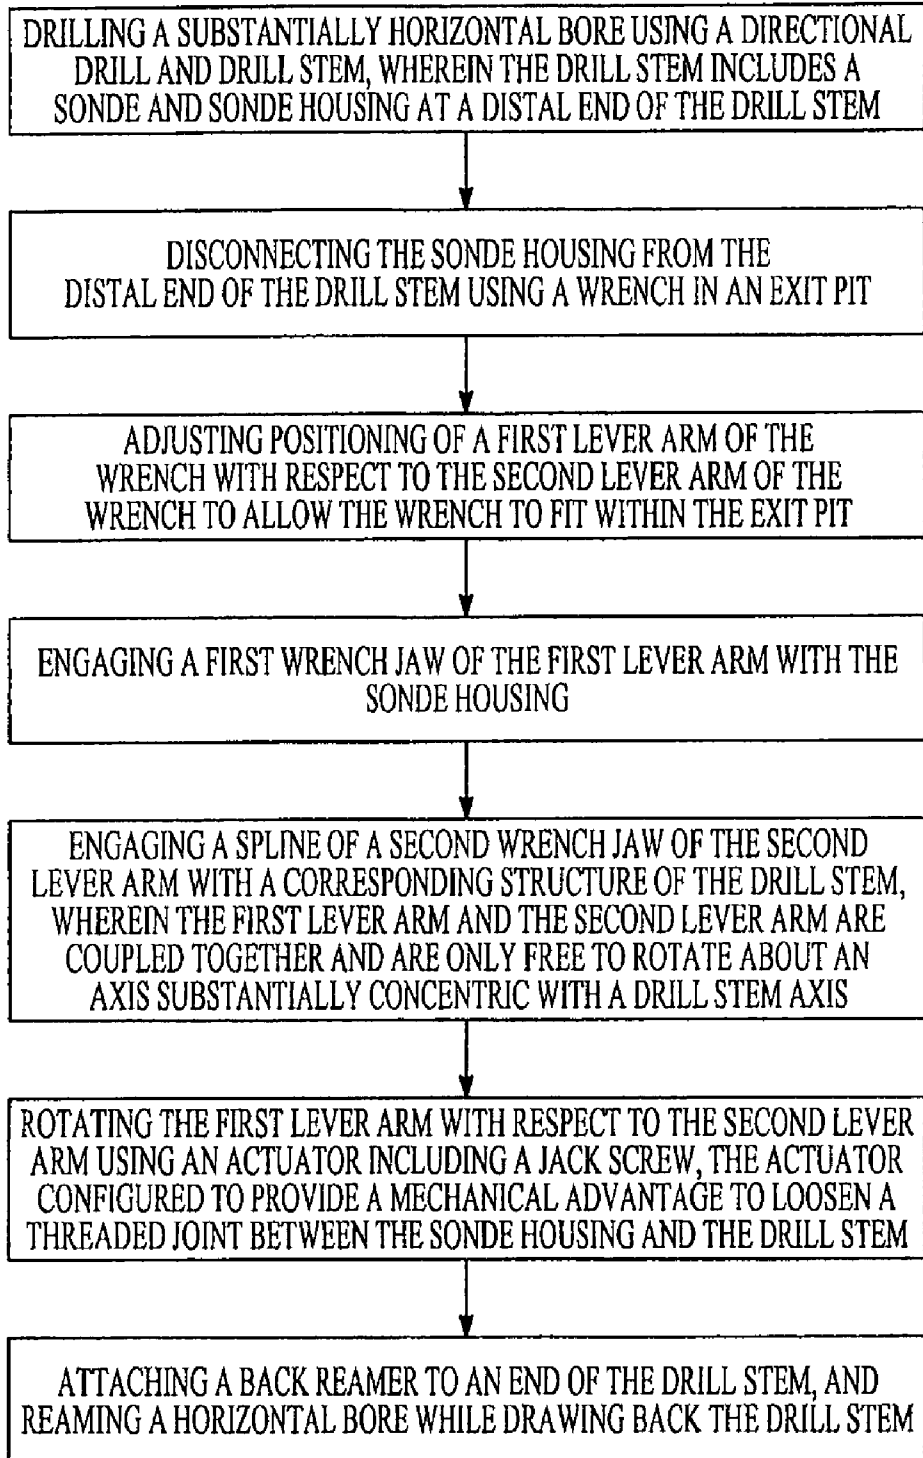 DRILLING A SUBSTANTIALLY HORIZONTAL BORE USING A DIRECTIONAL
DRILL AND DRILL STEM, WHEREIN THE DRILL STEM INCLUDES A
SONDE AND SONDE HOUSING AT A DISTAL END OF THE DRILL STEM
DISCONNECTING THE SONDE HOUSING FROM THE
DISTAL END OF THE DRILL STEM USING A WRENCH IN AN EXIT PIT
ADJUSTING POSITIONING OF A FIRST LEVER ARM OF THE
WRENCH WITH RESPECT TO THE SECOND LEVER ARM OF THE
WRENCH TO ALLOW THE WRENCH TO FIT WITHIN THE EXIT PIT
ENGAGING A FIRST WRENCH JAW OF THE FIRST LEVER ARM WITH THE
SONDE HOUSING
ENGAGING A SPLINE OF A SECOND WRENCH JAW OF THE SECOND
LEVER ARM WITH A CORRESPONDING STRUCTURE OF THE DRILL STEM,
WHEREIN THE FIRST LEVER ARM AND THE SECOND LEVER ARM ARE
COUPLED TOGETHER AND ARE ONLY FREE TO ROTATE ABOUT AN
AXIS SUBSTANTIALLY CONCENTRIC WITH A DRILL STEM AXIS
ROTATING THE FIRST LEVER ARM WITH RESPECT TO THE SECOND LEVER
ARM USING AN ACTUATOR INCLUDING A JACK SCREW, THE ACTUATOR
CONFIGURED TO PROVIDE A MECHANICAL ADVANTAGE TO LOOSEN A
THREADED JOINT BETWEEN THE SONDE HOUSING AND THE DRILL STEM
ATTACHING A BACK REAMER TO AN END OF THE DRILL STEM, AND
REAMING A HORIZONTAL BORE WHILE DRAWING BACK THE DRILL STEM